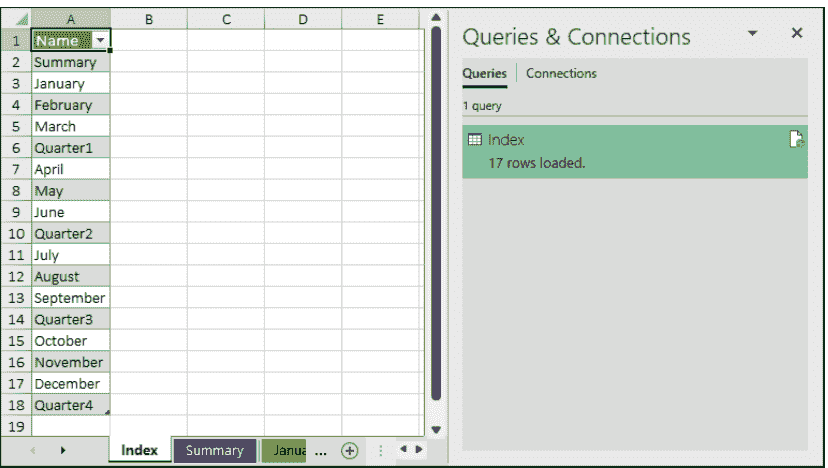 A B C D E
1 Name
2 Summary
3 January
4 February
5 March
6 Quarter1
7 April
8 May
9 June
10 Quarter2
11 July
12 August
13 September
14 Quarter3
15 October
16 November
17 December
18 Quarter4
19
Index Summary Janua ...
Queries & Connections
Queries Connections
1 query
Index
17 rows loaded.